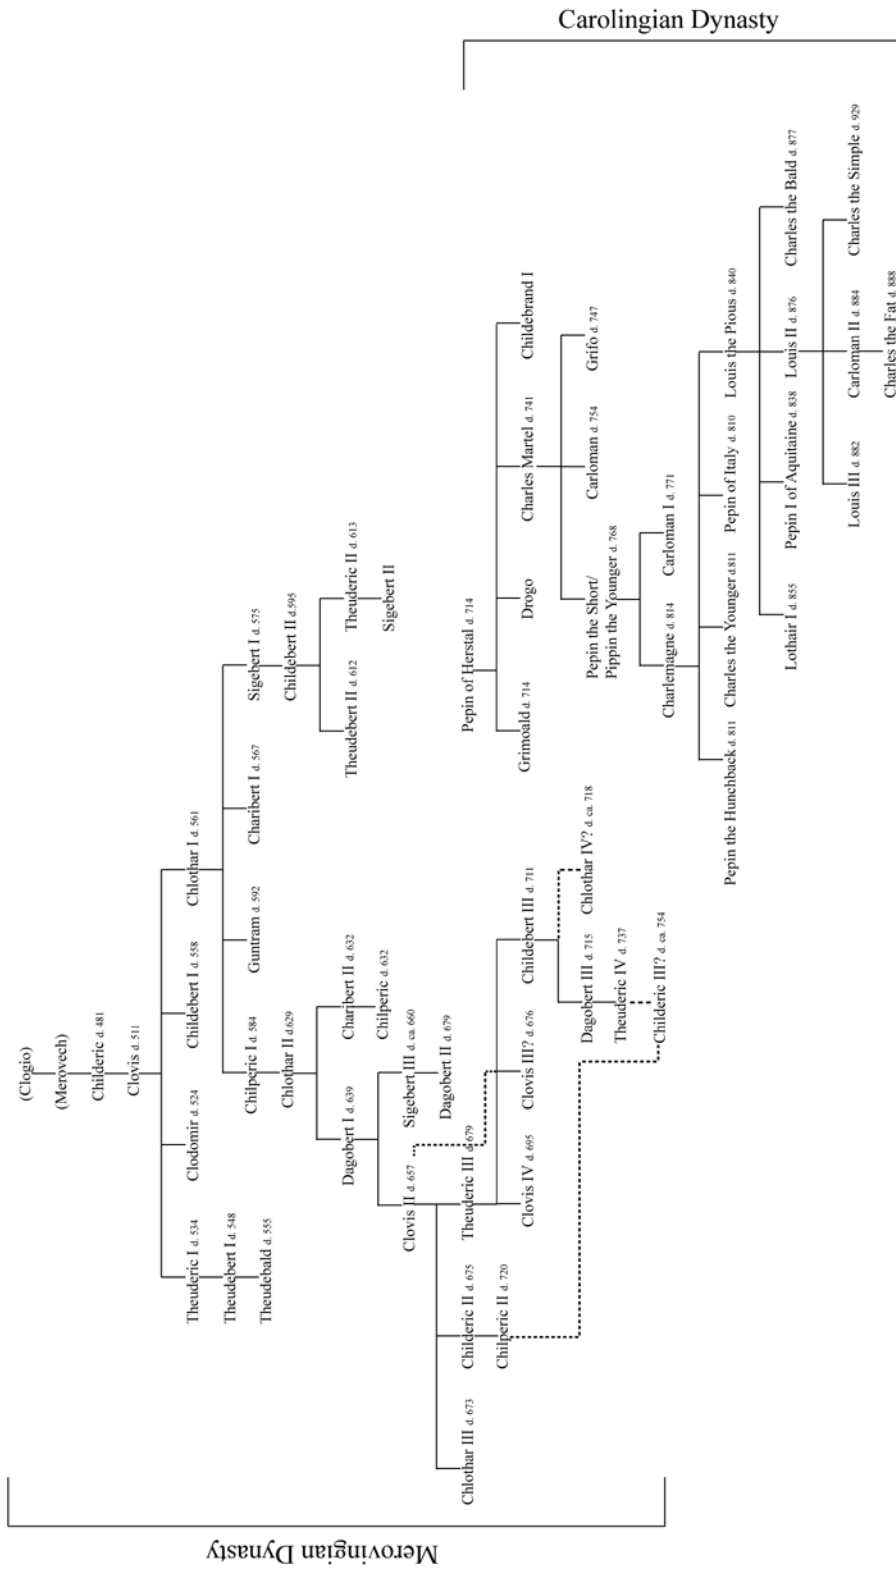 Carolingian Dynasty
Merovingian Dynasty
(Clogio)
(Merovech)
Childeric d. 481
Clovis d. 511
Theuderic I d. 534
Clodomir d. 524
Childebert I d. 558
Chlothar I d. 561
Theudebert I d. 548
Theudebald d. 555
Chilperic I d. 584
Guntram d. 592
Charibert I d. 567
Sigebert I d. 575
Chlothar II d.629
Childebert II d.595
Dagobert I d. 639
Charibert II d. 632
Theudebert II d. 612
Theuderic II d. 613
Chilperic d. 632
Sigebert II
Clovis II d. 657
Sigebert III d. ca. 660
Dagobert II d. 679
Chlothar III d. 673
Childeric II d. 675
Theuderic III d. 679
Chilperic II d. 720
Clovis IV d. 695
Clovis III? d. 676
Childebert III d. 711
Dagobert III d. 715
Chlothar IV? d. ca. 718
Theuderic IV d. 737
Childeric III? d. ca. 754
Pepin of Herstal d. 714
Grimoald d. 714
Drogo
Charles Martel d. 741
Childebrand I
Pepin the Short/
Pippin the Younger d. 768
Carloman d. 754
Grifo d. 747
Charlemagne d. 814
Carloman I d. 771
Pepin the Hunchback d. 811
Charles the Younger d.811
Pepin of Italy d. 810
Louis the Pious d. 840
Lothair I d. 855
Pepin I of Aquitaine d. 838
Louis II d. 876
Charles the Bald d. 877
Louis III d. 882
Carloman II d. 884
Charles the Simple d. 929
Charles the Fat d. 888